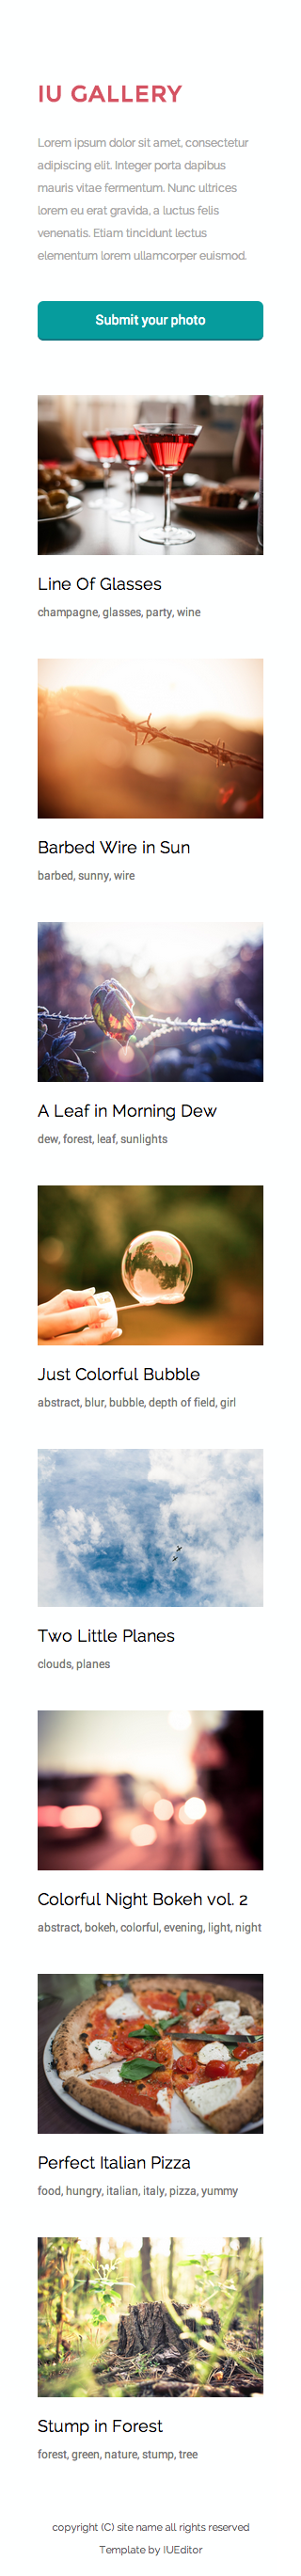 IU GALLERY
Lorem ipsum dolor sit amet, consectetur
adipiscing elit. Integer porta dapibus
mauris vitae fermentum. Nunc ultrices
lorem eu erat gravida, a luctus felis
venenatis. Etiam tincidunt lectus
elementum lorem ullamcorper euismod.
Submit your photo
Line Of Glasses
champagne, glasses, party, wine
Barbed Wire in Sun
barbed, sunny, wire
A Leaf in Morning Dew
dew, forest, leaf, sunlights
Just Colorful Bubble
abstract, blur, bubble, depth of field, girl
Two Little Planes
clouds, planes
Colorful Night Bokeh vol. 2
abstract, bokeh, colorful, evening, light, night
Perfect Italian Pizza
food, hungry, italian, italy, pizza, yummy
Stump in Forest
forest, green, nature, stump, tree
copyright (C) site name all rights reserved
Template by IUEditor